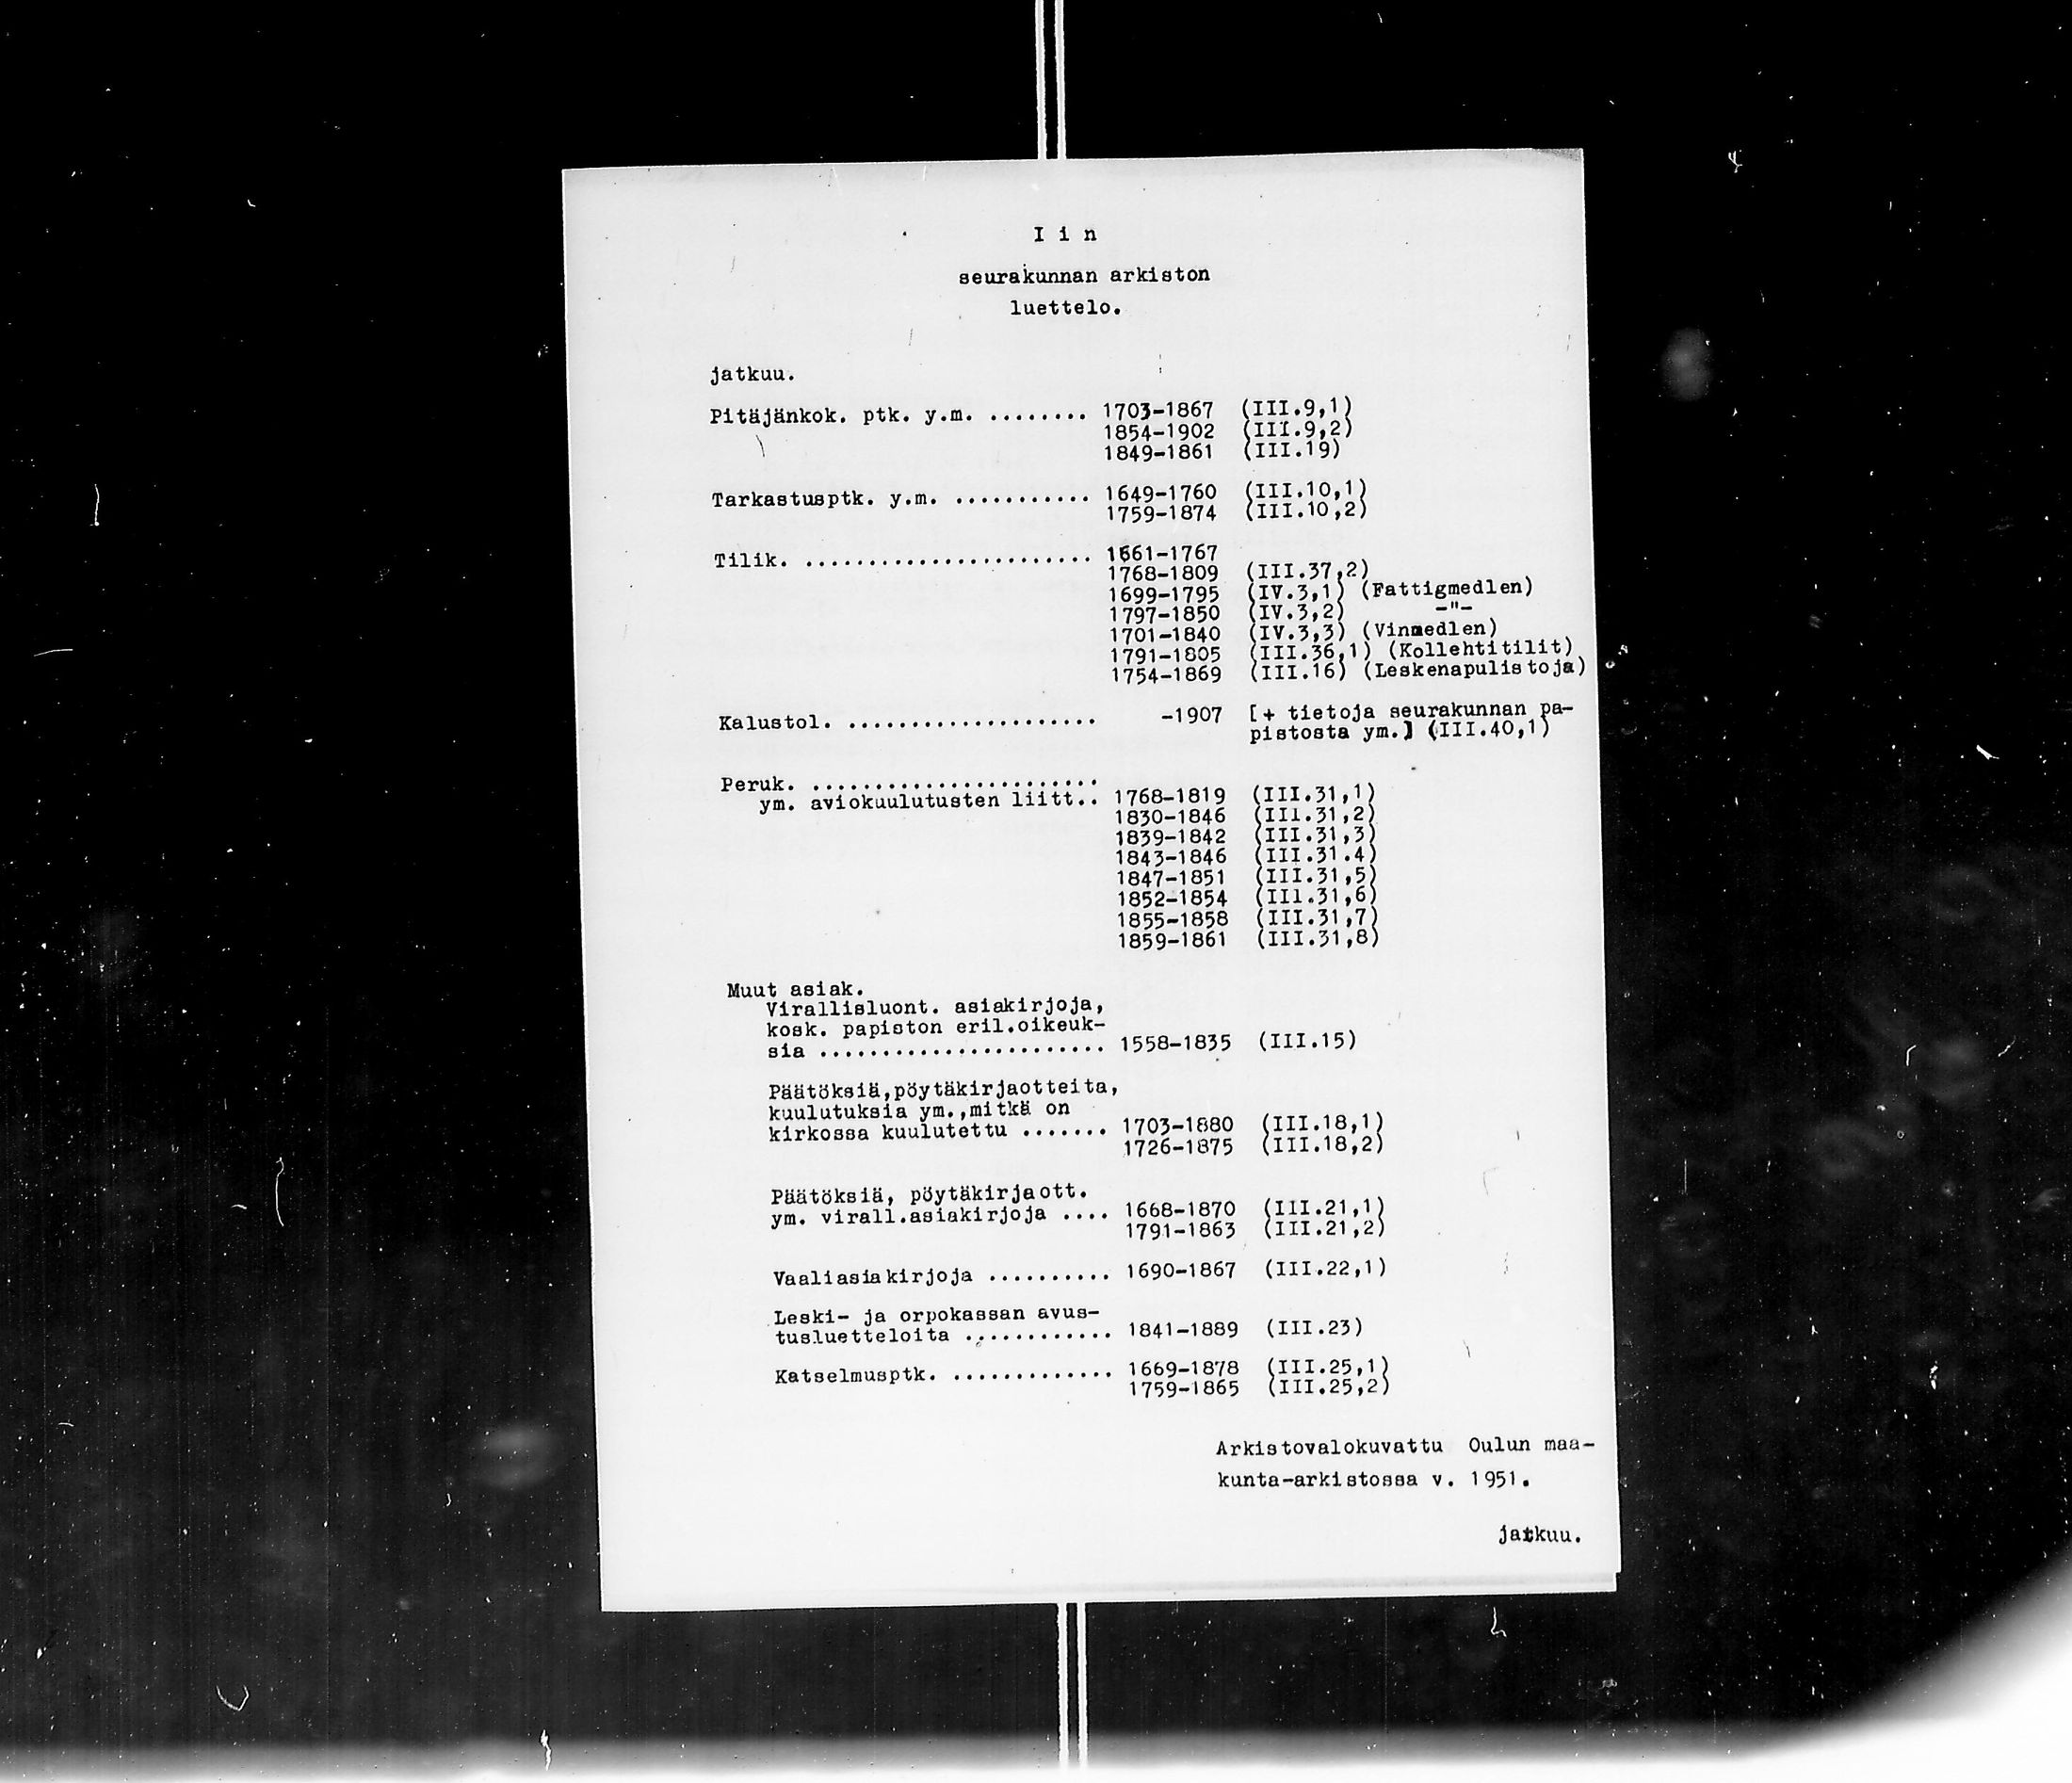 I i n
seurakunnan arkiston
luettelo.
jatkuu.
Pitäjänkok. ptk. y.m. ........ 1703-1867 (III.9,1)
1854-1902 (III.9,2)
1849-1861 (III.19)
Tarkastusptk. y.m. ........... 1649-1760 (III.10,1)
1759-1874 (III.10,2)
Tilik. ....................... 1661-1767
1768-1809 (III.37,2)
1699-1795 (IV.3,1) (Fattigmedlen)
1797-1850 (IV.3,2) -"-
1701-1840 (IV.3,3) (Vinmedlen)
1791-1805 (III.36,1) (Kollehtitilit)
1754-1869 (III.16) (Leskenapulistoja)
Kalustol. .................... -1907 [+ tietoja seurakunnan pa-
pistosta ym.] (III.40,1)
Peruk. .......................
ym. aviokuulutusten liitt.. 1768-1819 (III.31,1)
1830-1846 (III.31,2)
1839-1842 (III.31,3)
1843-1846 (III.31.4)
1847-1851 (III.31,5)
1852-1854 (III.31,6)
1855-1858 (III.31,7)
1859-1861 (III.31,8)
Muut asiak.
Virallisluont. asiakirjoja,
kosk. papiston eril.oikeuk-
sia ....................... 1558-1835 (III.15)
Päätöksiä,pöytäkirjaotteita,
kuulutuksia ym.,mitkä on
kirkossa kuulutettu ....... 1703-1880 (III.18,1)
1726-1875 (III.18,2)
Päätöksiä, pöytäkirjaott.
ym. virall.asiakirjoja .... 1668-1870 (III.21,1)
1791-1863 (III.21,2)
Vaaliasiakirjoja .......... 1690-1867 (III.22,1)
Leski- ja orpokassan avus-
tusluetteloita ............ 1841-1889 (III.23)
Katselmusptk. ............. 1669-1878 (III.25,1)
1759-1865 (III.25,2)
Arkistovalokuvattu Oulun maa-
kunta-arkistossa v. 1951.
jatkuu.